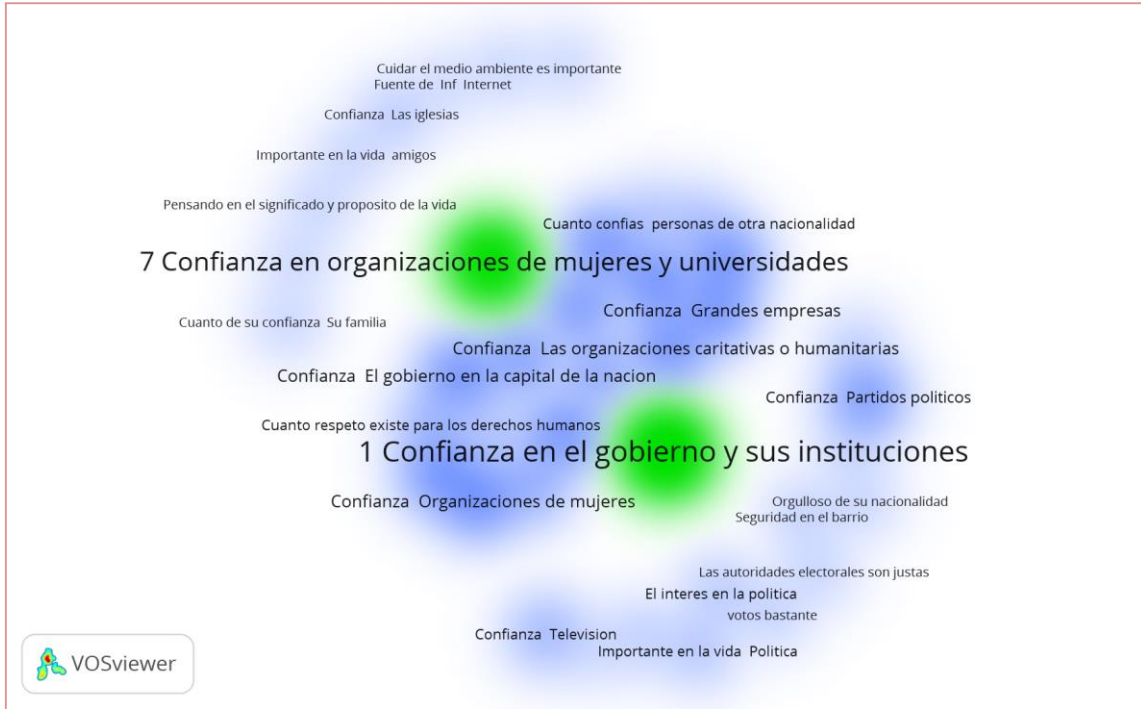 Cuidar el medio ambiente es importante
Fuente de Inf Internet
Confianza Las iglesias
Importante en la vida amigos
Pensando en el significado y proposito de la vida
Cuanto confias personas de otra nacionalidad
7 Confianza en organizaciones de mujeres y universidades
Confianza Grandes empresas
Cuanto de su confianza Su familia
Confianza Las organizaciones caritativas o humanitarias
Confianza El gobierno en la capital de la nacion
Confianza Partidos politicos
Cuanto respeto existe para los derechos humanos
1 Confianza en el gobierno y sus instituciones
Confianza Organizaciones de mujeres
Orgulloso de su nacionalidad
Seguridad en el barrio
Las autoridades electorales son justas
El interes en la politica
votos bastante
Confianza Television
Importante en la vida Politica
VOSviewer